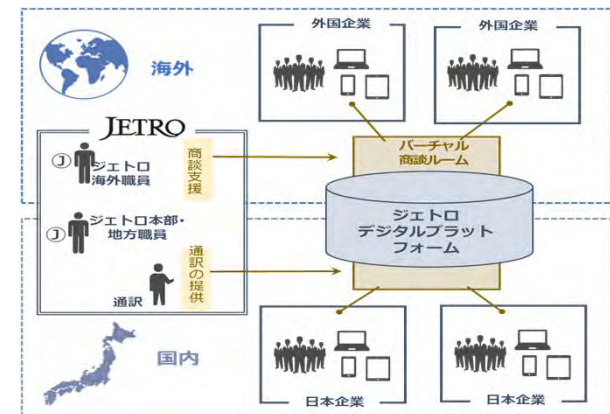 外国企業
外国企業
海外
JETRO
J
ジェトロ
海外職員
商談支援
バーチャル
商談ルーム
J
ジェトロ本部・
地方職員
ジェトロ
デジタルプラット
フォーム
通訳の提供
通訳
国内
日本企業
日本企業